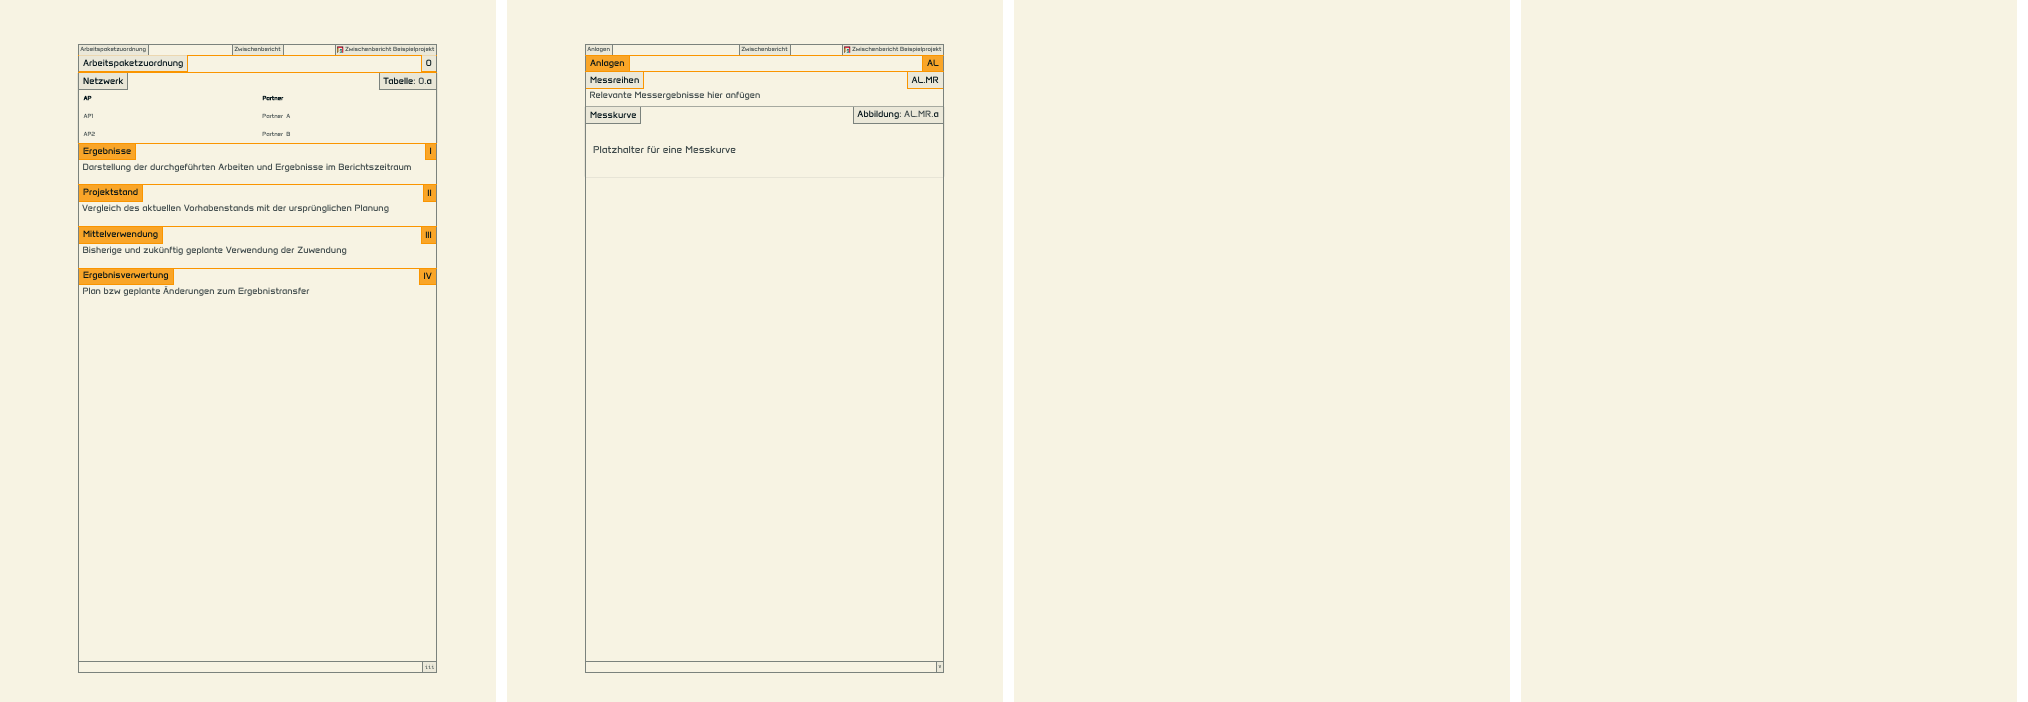 Arbeitspaketzuordnung Zwischenbericht Zwischenbericht Beispielprojekt
Arbeitspaketzuordnung 0
Netzwerk Tabelle: 0.a
AP Partner
AP1 Partner A
AP2 Partner B
Ergebnisse I
Darstellung der durchgeführten Arbeiten und Ergebnisse im Berichtszeitraum
Projektstand II
Vergleich des aktuellen Vorhabenstands mit der ursprünglichen Planung
Mittelverwendung III
Bisherige und zukünftig geplante Verwendung der Zuwendung
Ergebnisverwertung IV
Plan bzw geplante Änderungen zum Ergebnistransfer
iii
Anlagen Zwischenbericht Zwischenbericht Beispielprojekt
Anlagen AL
Messreihen AL.MR
Relevante Messergebnisse hier anfügen
Messkurve Abbildung: AL.MR.a
Platzhalter für eine Messkurve